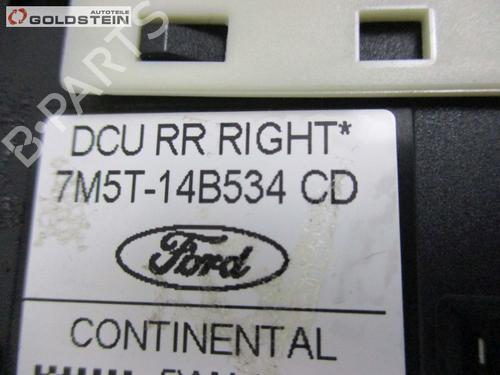 AUTOTEILE
GOLDSTEIN
B-PARTS
DCU RR RIGHT*
7M5T-14B534 CD
Ford
CONTINENTAL